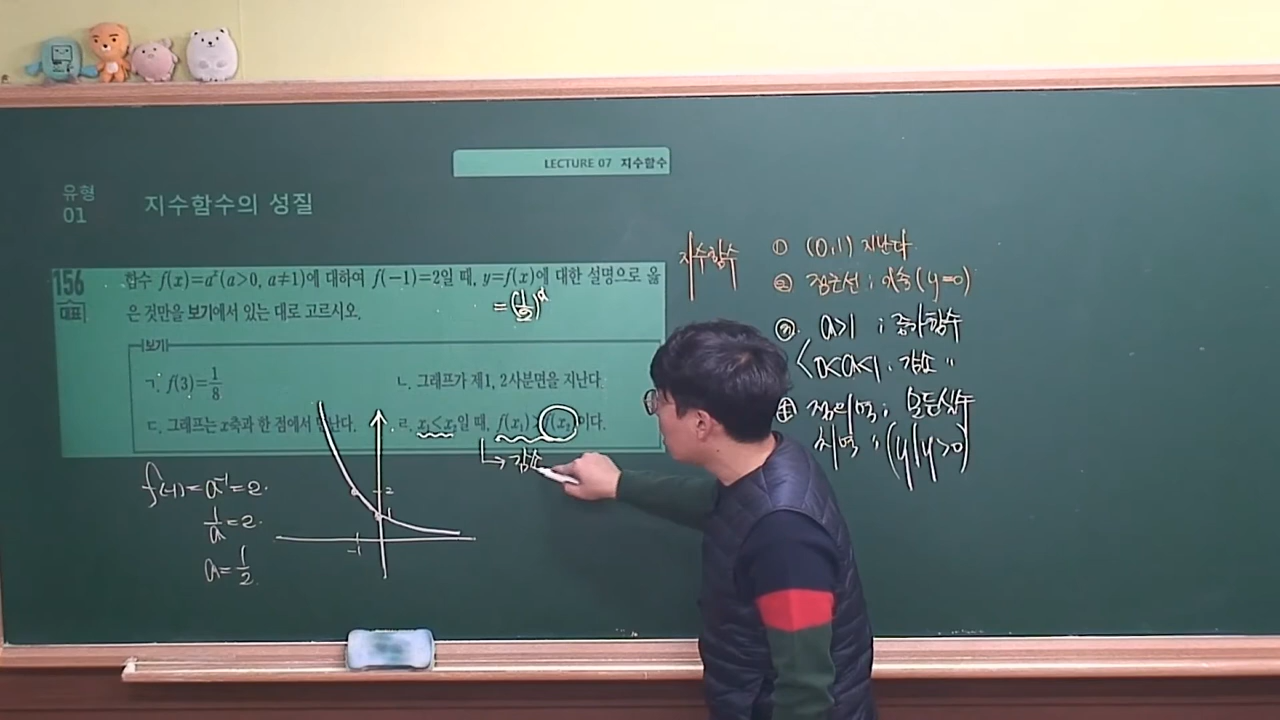 LECTURE 07 지수함수
유형
01
지수함수의 성질
156
대표
함수 f(x)=aˣ(a>0, a≠1)에 대하여 f(-1)=2일 때, y=f(x)에 대한 설명으로 옳
은 것만을 보기에서 있는 대로 고르시오.
=(1/2)ˣ
보기
ㄱ. f(3)=1/8
ㄴ. 그래프가 제1, 2사분면을 지난다.
ㄷ. 그래프는 x축과 한 점에서 만난다.
ㄹ. x₁<x₂일 때, f(x₁)>f(x₂)이다.
→감소
f(-1)=a⁻¹=2.
1/a=2.
a=1/2.
2
1
-1
지수함수
① (0,1) 지난다.
② 점근선 ; x축(y=0)
③. a>1 ; 증가함수
0<a<1. 감소 〃
④ 정의역 ; 모든실수
치역 〃 {y|y>0}